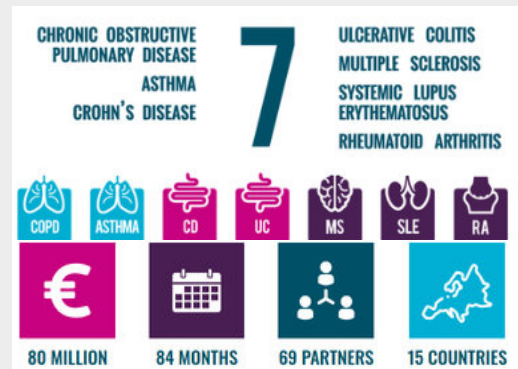 CHRONIC OBSTRUCTIVE
PULMONARY DISEASE
ASTHMA
CROHN'S DISEASE
7
ULCERATIVE COLITIS
MULTIPLE SCLEROSIS
SYSTEMIC LUPUS
ERYTHEMATOSUS
RHEUMATOID ARTHRITIS
COPD
ASTHMA
CD
UC
MS
SLE
RA
€
80 MILLION
84 MONTHS
69 PARTNERS
15 COUNTRIES